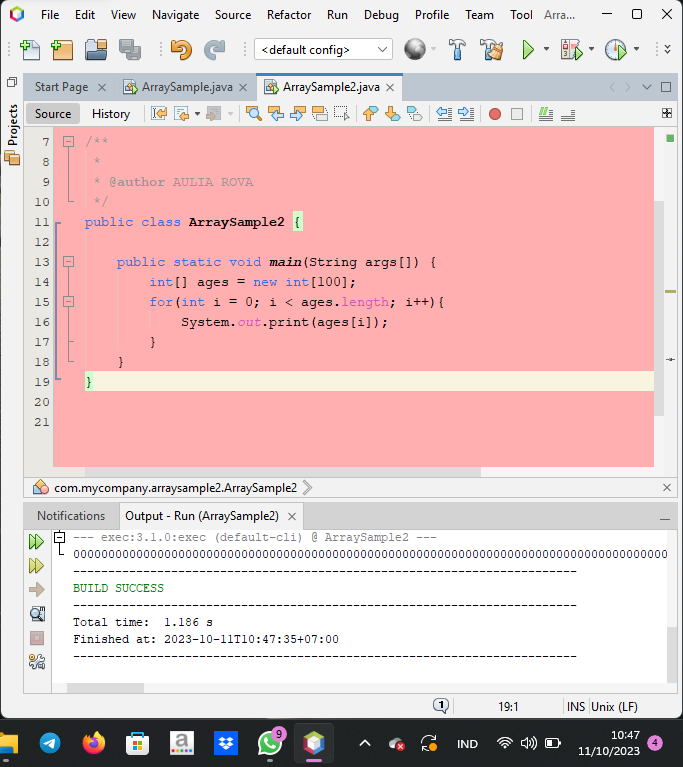 File Edit View Navigate Source Refactor Run Debug Profile Team Tool Arra...
<default config>
Start Page ArraySample.java ArraySample2.java
Source History
Projects
7 /**
8 *
9 * @author AULIA ROVA
10 */
11 public class ArraySample2 {
12
13 public static void main(String args[]) {
14 int[] ages = new int[100];
15 for(int i = 0; i < ages.length; i++){
16 System.out.print(ages[i]);
17 }
18 }
19 }
20
21
com.mycompany.arraysample2.ArraySample2
Notifications Output - Run (ArraySample2)
--- exec:3.1.0:exec (default-cli) @ ArraySample2 ---
0000000000000000000000000000000000000000000000000000000000000000000000000000000000000
------------------------------------------------------------------------
BUILD SUCCESS
------------------------------------------------------------------------
Total time:  1.186 s
Finished at: 2023-10-11T10:47:35+07:00
------------------------------------------------------------------------
1 19:1 INS Unix (LF)
a 9 IND 10:47 4
11/10/2023